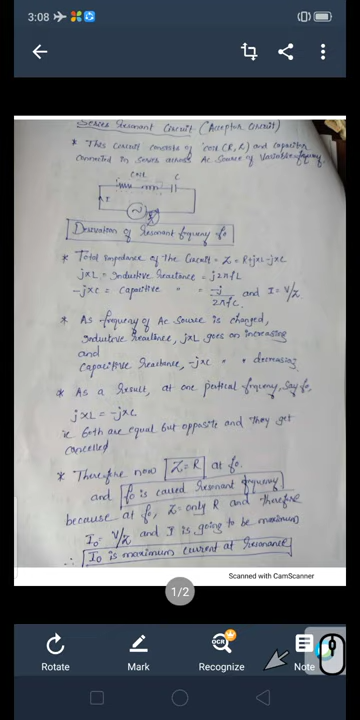 3:08
Series Resonant Circuit (Acceptor Circuit)
* This Circuit consists of coil (R, L) and capacitor
connected in series across Ac Source of Variable frequency.
Coil C
I
Derivation of Resonant frequency fo
* Total impedance of the Circuit = Z = R+jXL-jXC
jXL = Inductive Reactance = j2πfL
-jXC = Capacitive " = -j/2πfC and I = V/Z
* As frequency of Ac Source is changed,
Inductive Reactance, jXL goes on increasing
and
Capacitive Reactance, -jXC " " decreasing
* As a Result, at one particul frequency, say fo,
jXL = -jXC
ie both are equal but opposite and they get
cancelled
* Therefore now Z=R at fo.
and fo is called Resonant frequency
because at fo, Z= only R and therefore
Io= V/Z and I is going to be maximum
∴ Io is maximum current at Resonance
Scanned with CamScanner
1/2
OCR
Rotate Mark Recognize Note